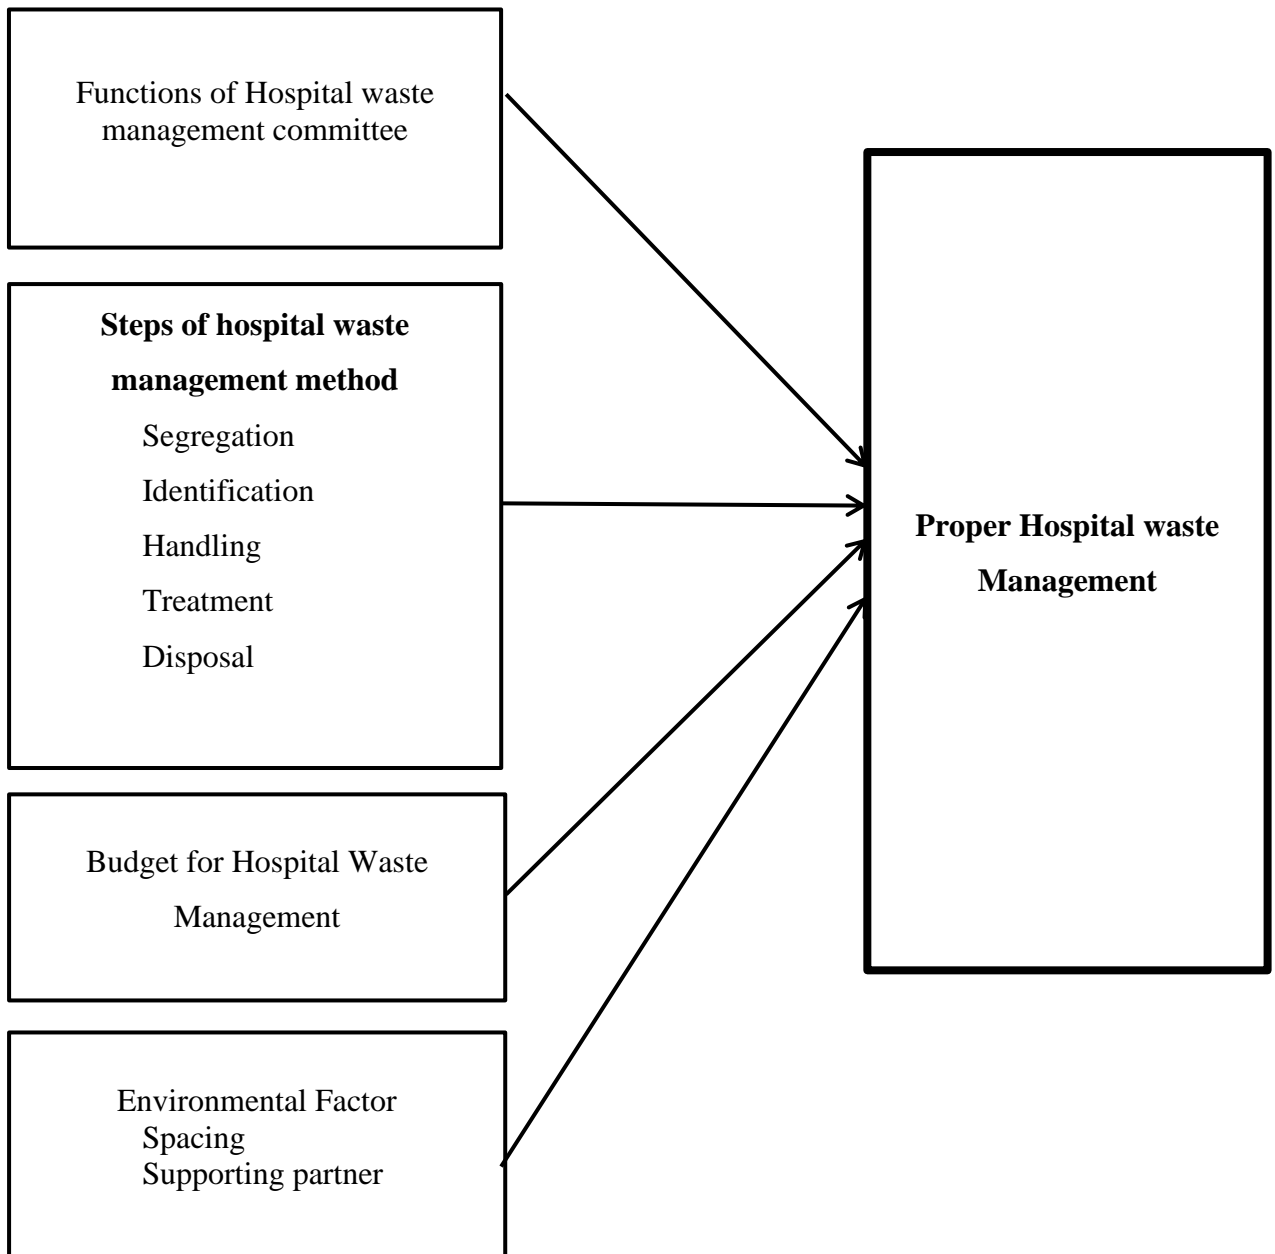 Functions of Hospital waste
management committee
Steps of hospital waste
management method
Segregation
Identification
Handling
Treatment
Disposal
Budget for Hospital Waste
Management
Environmental Factor
Spacing
Supporting partner
Proper Hospital waste
Management